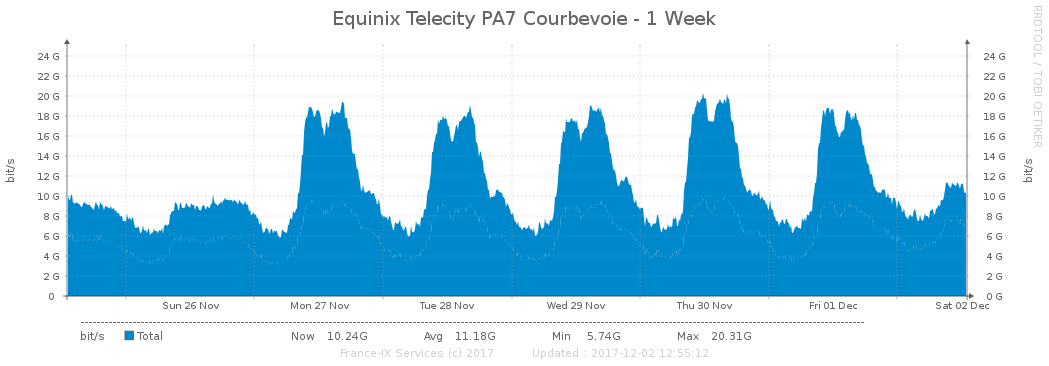 Equinix Telecity PA7 Courbevoie - 1 Week
RRDTOOL / TOBI OETIKER
bit/s
24 G 24 G
22 G 22 G
20 G 20 G
18 G 18 G
16 G 16 G
14 G 14 G
12 G 12 G
10 G 10 G
8 G 8 G
6 G 6 G
4 G 4 G
2 G 2 G
0 0 G
bit/s
Sun 26 Nov Mon 27 Nov Tue 28 Nov Wed 29 Nov Thu 30 Nov Fri 01 Dec Sat 02 Dec
bit/s Total Now 10.24G Avg 11.18G Min 5.74G Max 20.31G
France-IX Services (c) 2017 Updated : 2017-12-02 12:55:12